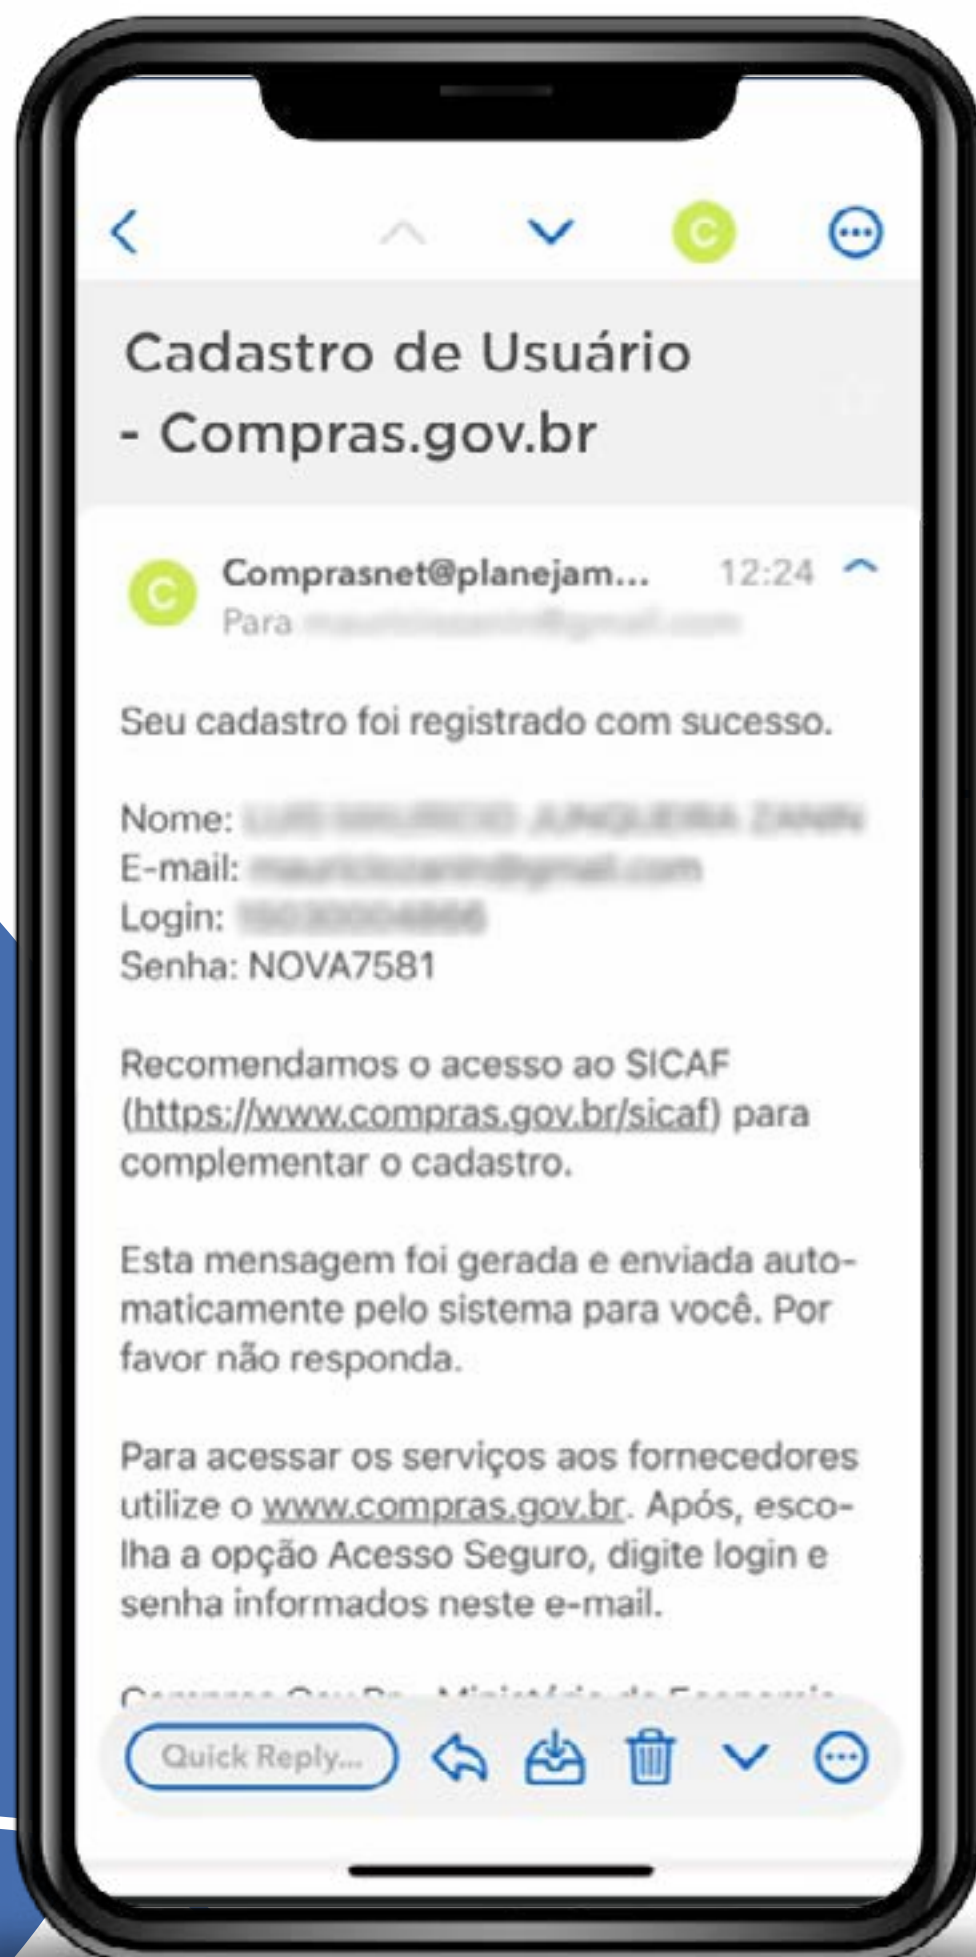 C
Cadastro de Usuário
- Compras.gov.br
C
Comprasnet@planejam... 12:24
Para
Seu cadastro foi registrado com sucesso.
Nome:
E-mail:
Login:
Senha: NOVA7581
Recomendamos o acesso ao SICAF
(https://www.compras.gov.br/sicaf) para
complementar o cadastro.
Esta mensagem foi gerada e enviada auto-
maticamente pelo sistema para você. Por
favor não responda.
Para acessar os serviços aos fornecedores
utilize o www.compras.gov.br. Após, esco-
lha a opção Acesso Seguro, digite login e
senha informados neste e-mail.
Quick Reply...